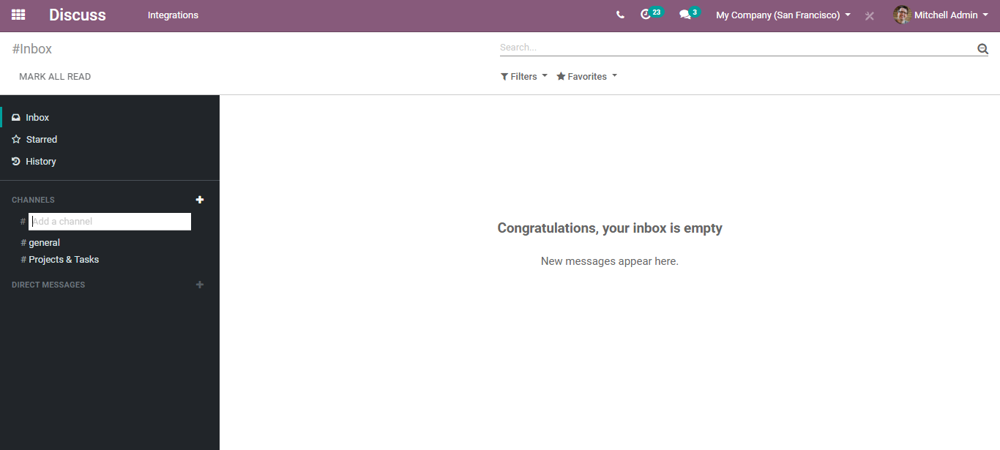 Discuss Integrations 23 3 My Company (San Francisco) Mitchell Admin
#Inbox Search...
MARK ALL READ Filters Favorites
Inbox
Starred
History
CHANNELS
# Add a channel
# general
# Projects & Tasks
DIRECT MESSAGES
Congratulations, your inbox is empty
New messages appear here.